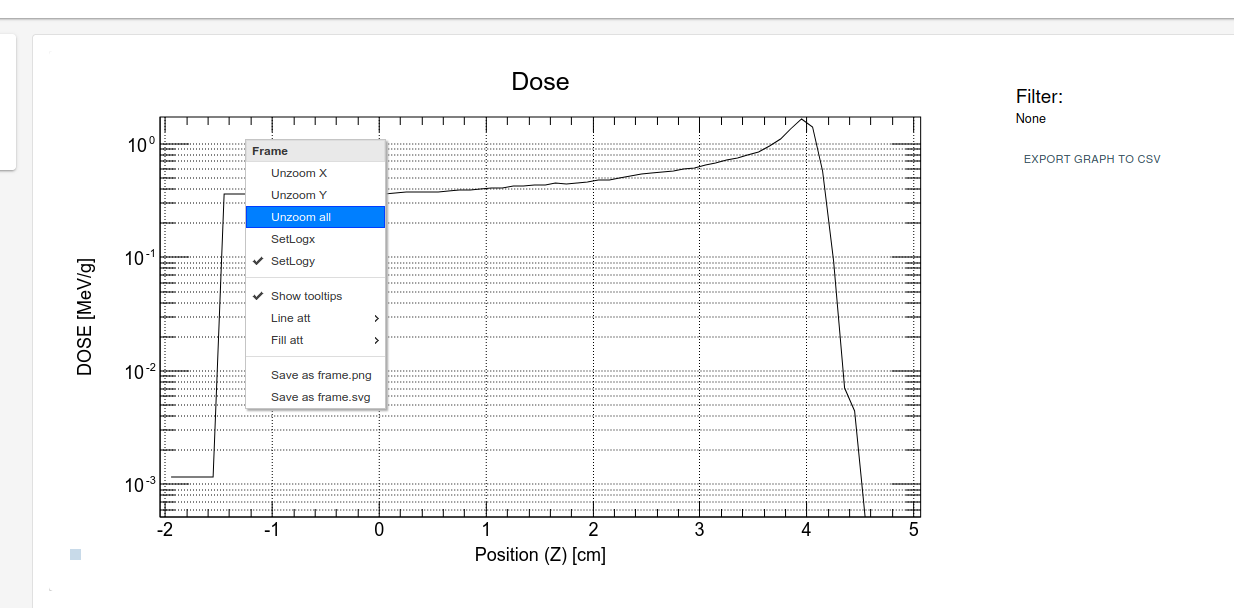 Dose
Filter:
None
EXPORT GRAPH TO CSV
DOSE [MeV/g]
10^0
10^-1
10^-2
10^-3
Frame
Unzoom X
Unzoom Y
Unzoom all
SetLogx
SetLogy
Show tooltips
Line att
Fill att
Save as frame.png
Save as frame.svg
-2 -1 0 1 2 3 4 5
Position (Z) [cm]